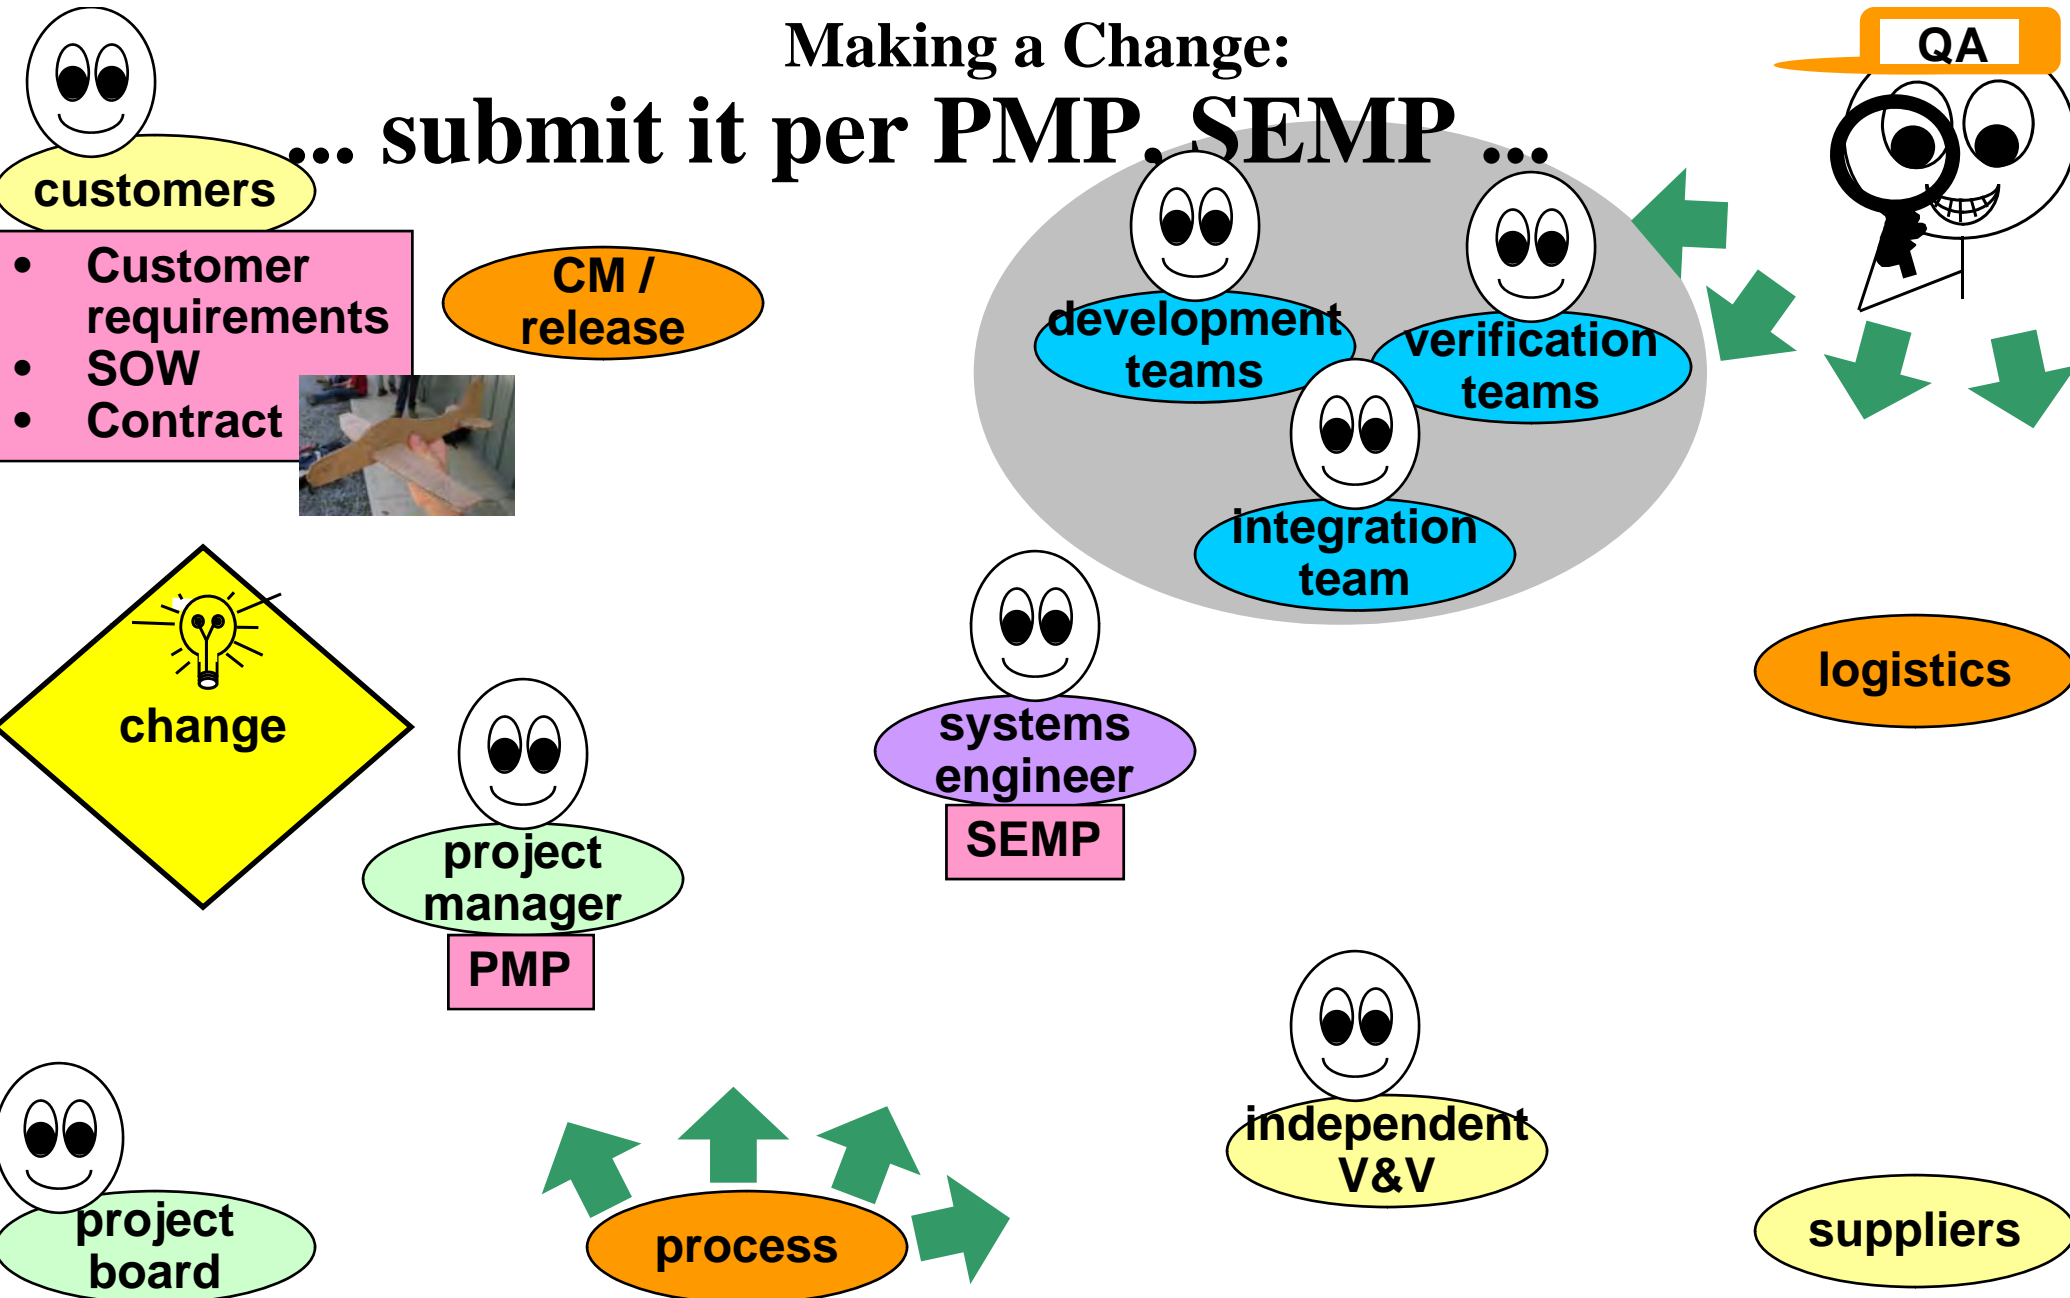 Making a Change:
... submit it per PMP, SEMP ...
QA
customers
• Customer
requirements
• SOW
• Contract
CM /
release
development
teams
verification
teams
integration
team
change
systems
engineer
SEMP
logistics
project
manager
PMP
independent
V&V
project
board
process
suppliers